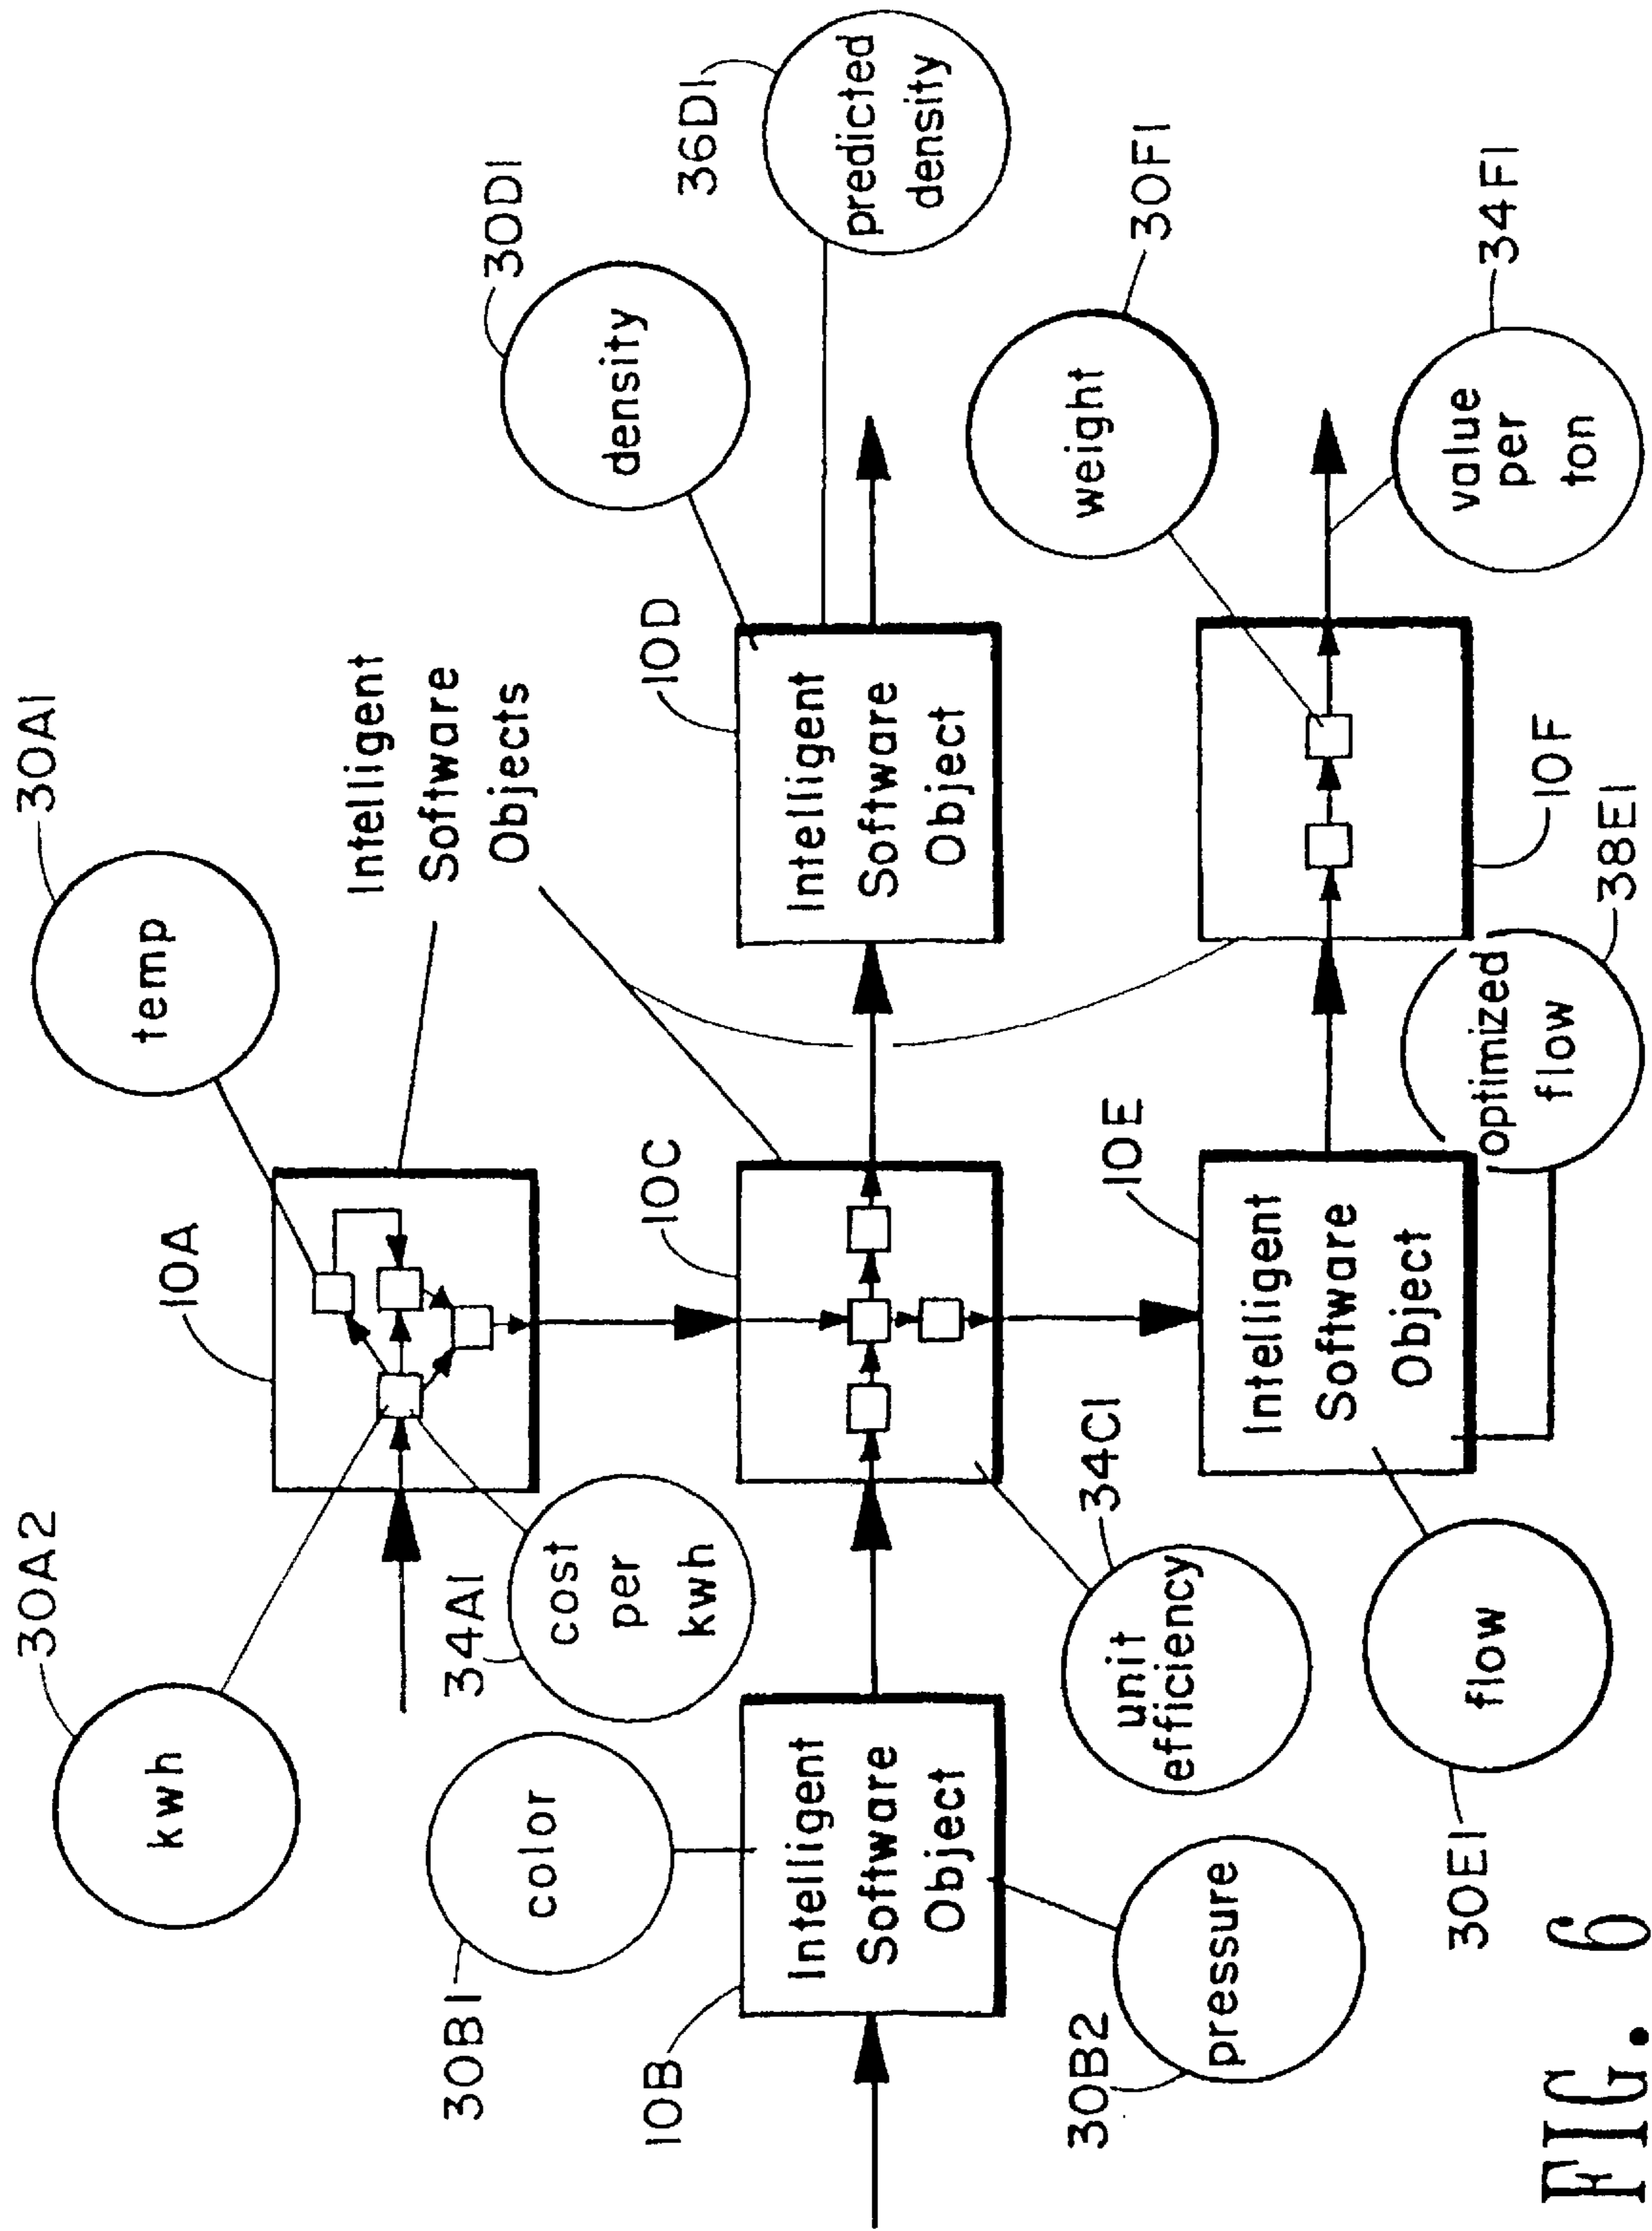 30A2
30A1
kwh
temp
10A
Intelligent
Software
Objects
30B1
color
34A1
cost
per
kwh
30D1
density
36D1
predicted
density
10B
Intelligent
Software
Object
10C
10D
Intelligent
Software
Object
30B2
pressure
34C1
unit
efficiency
10E
Intelligent
Software
Object
weight
30F1
30E1
flow
optimized
flow
38E1
10F
value
per
ton
34F1
FIG. 6